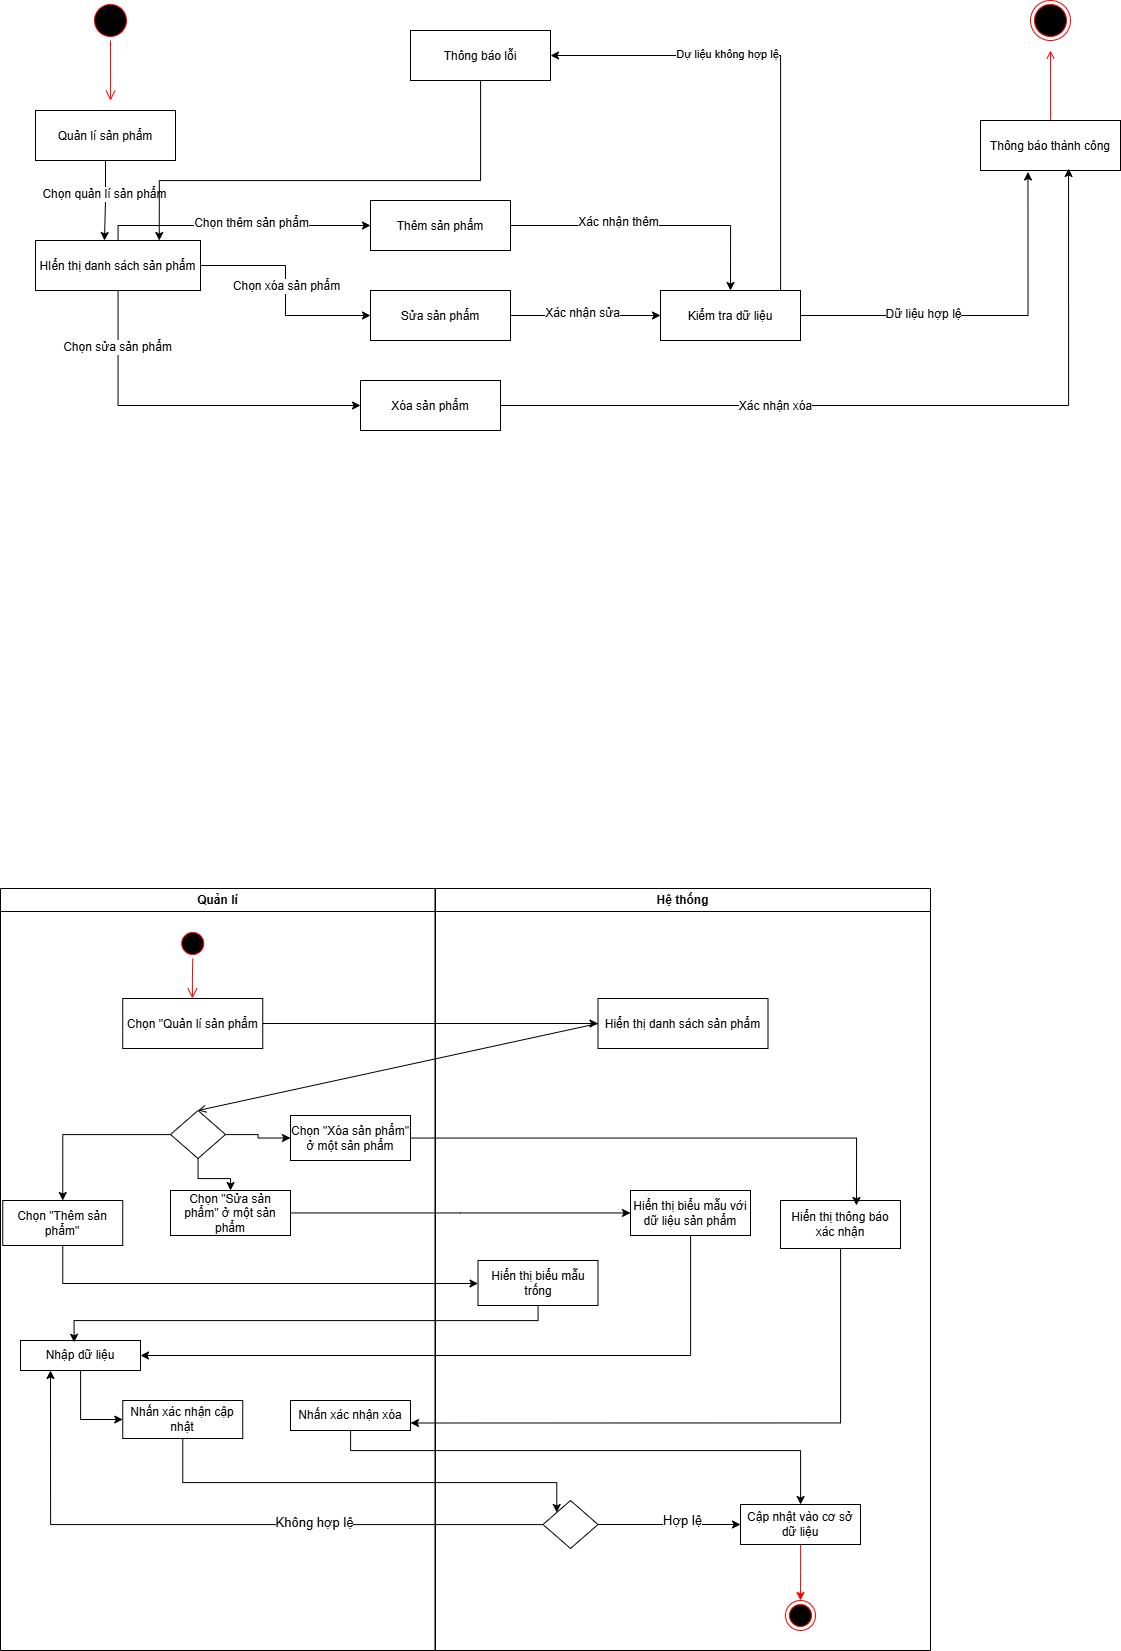 Thông báo lỗi
Dự liệu không hợp lệ
Quản lí sản phẩm
Thông báo thành công
Chọn quản lí sản phẩm
Chọn thêm sản phẩm
Thêm sản phẩm
Xác nhận thêm
HIển thị danh sách sản phẩm
Chọn xóa sản phẩm
Sửa sản phẩm
Xác nhận sửa
Kiểm tra dữ liệu
Dữ liệu hợp lệ
Chọn sửa sản phẩm
Xóa sản phẩm
Xác nhận xóa
Quản lí
Hệ thống
Chọn "Quản lí sản phẩm
Hiển thị danh sách sản phẩm
Chọn "Xóa sản phẩm"
ở một sản phẩm
Chọn "Thêm sản
phẩm"
Chọn "Sửa sản
phẩm" ở một sản
phẩm
Hiển thị biểu mẫu với
dữ liệu sản phẩm
Hiển thị thông báo
xác nhận
Hiển thị biểu mẫu
trống
Nhập dữ liệu
Nhấn xác nhận cập
nhật
Nhấn xác nhận xóa
Không hợp lệ
Hợp lệ
Cập nhật vào cơ sở
dữ liệu